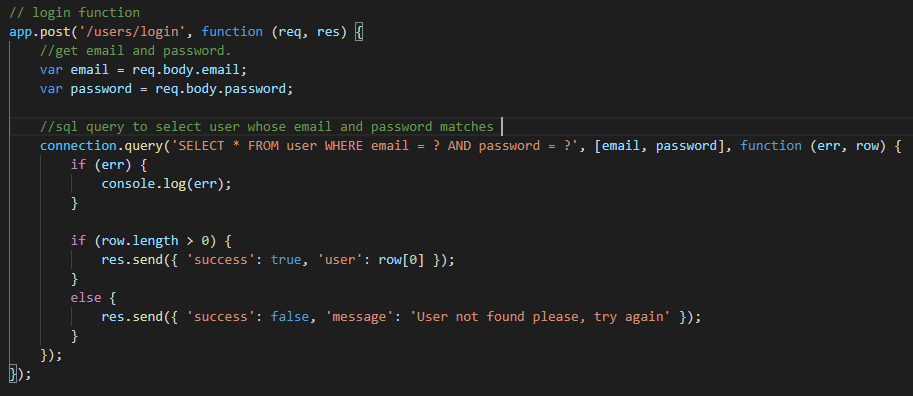 // login function
app.post('/users/login', function (req, res) {
//get email and password.
var email = req.body.email;
var password = req.body.password;
//sql query to select user whose email and password matches
connection.query('SELECT * FROM user WHERE email = ? AND password = ?', [email, password], function (err, row) {
if (err) {
console.log(err);
}
if (row.length > 0) {
res.send({ 'success': true, 'user': row[0] });
}
else {
res.send({ 'success': false, 'message': 'User not found please, try again' });
}
});
});